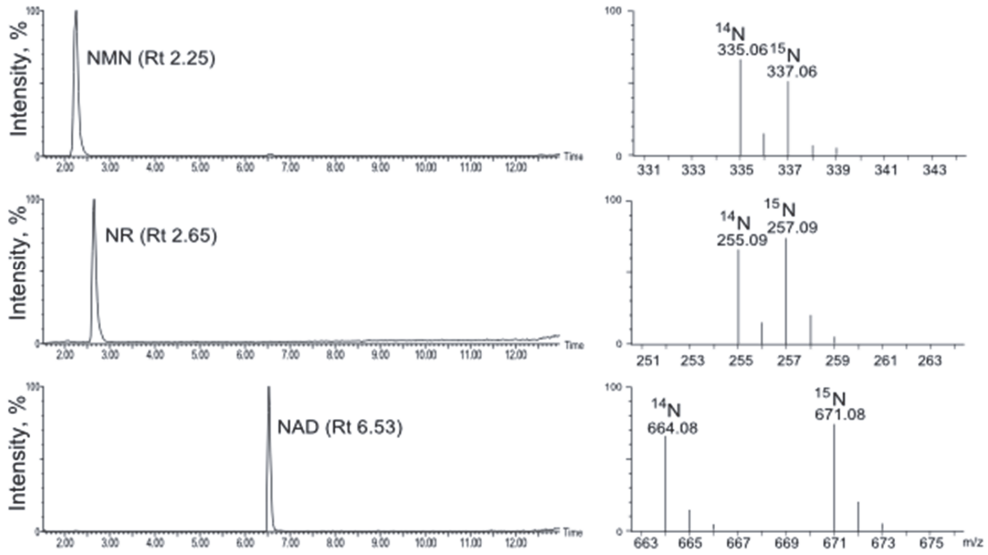 Intensity, %
100
0
NMN (Rt 2.25)
2.00 3.00 4.00 5.00 6.00 7.00 8.00 9.00 10.00 11.00 12.00 Time
100
0
14N
335.06
15N
337.06
331 333 335 337 339 341 343
Intensity, %
100
0
NR (Rt 2.65)
2.00 3.00 4.00 5.00 6.00 7.00 8.00 9.00 10.00 11.00 12.00 Time
100
0
14N
255.09
15N
257.09
251 253 255 257 259 261 263
Intensity, %
100
0
NAD (Rt 6.53)
2.00 3.00 4.00 5.00 6.00 7.00 8.00 9.00 10.00 11.00 12.00 Time
100
0
14N
664.08
15N
671.08
663 665 667 669 671 673 675 m/z